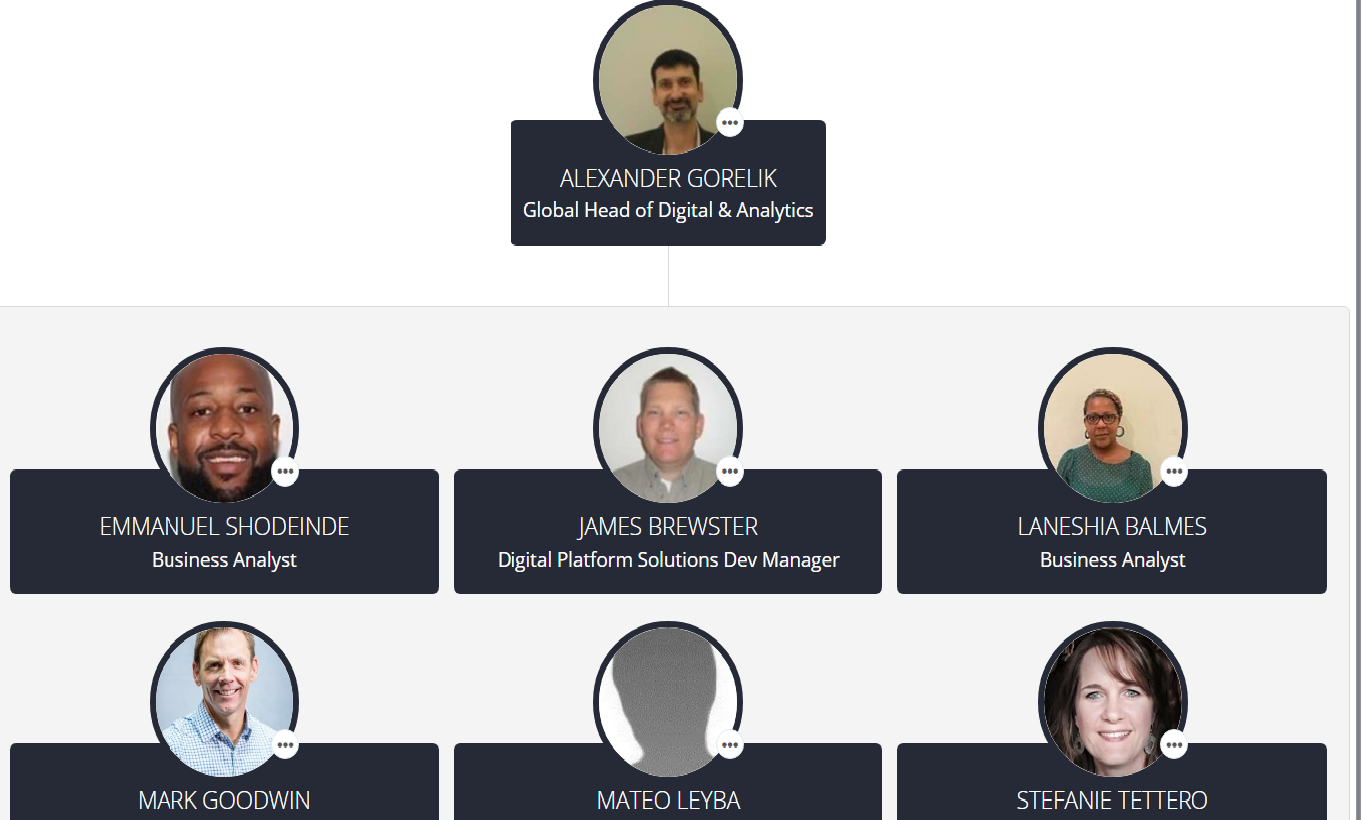 ALEXANDER GORELIK
Global Head of Digital & Analytics
EMMANUEL SHODEINDE
Business Analyst
JAMES BREWSTER
Digital Platform Solutions Dev Manager
LANESHIA BALMES
Business Analyst
MARK GOODWIN
MATEO LEYBA
STEFANIE TETTERO